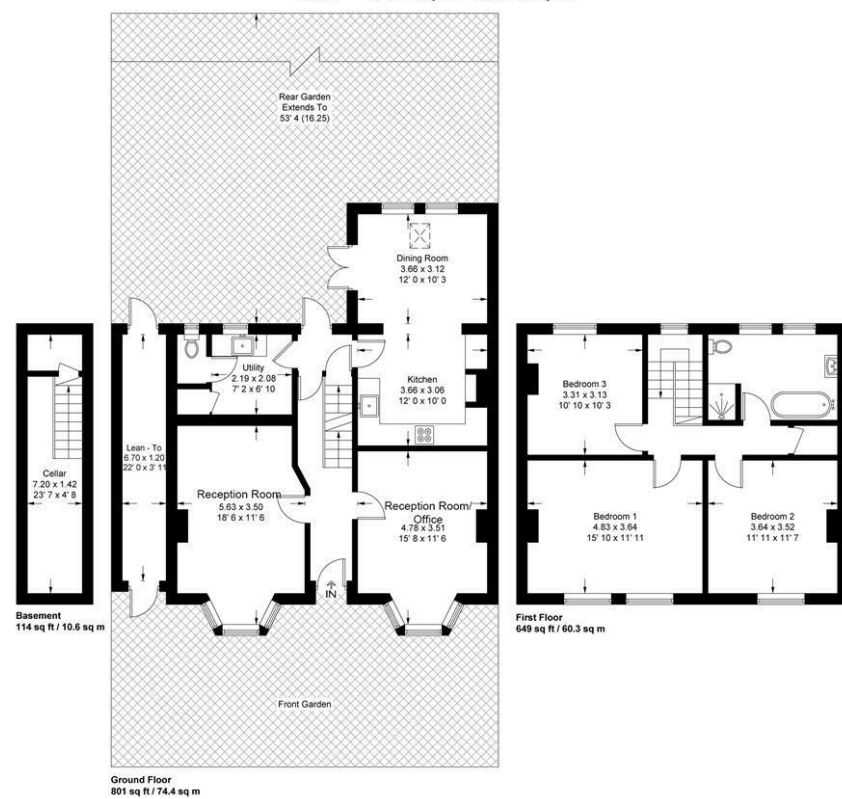 Rear Garden
Extends To
53' 4 (16.25)
Dining Room
3.66 x 3.12
12' 0 x 10' 3
Utility
2.19 x 2.08
7' 2 x 6' 10
Kitchen
3.66 x 3.06
12' 0 x 10' 0
Bedroom 3
3.31 x 3.13
10' 10 x 10' 3
Cellar
7.20 x 1.42
23' 7 x 4' 8
Lean - To
6.70 x 1.20
22' 0 x 3' 11
Reception Room
5.63 x 3.50
18' 6 x 11' 6
Reception Room/
Office
4.78 x 3.51
15' 8 x 11' 6
Bedroom 1
4.83 x 3.64
15' 10 x 11' 11
Bedroom 2
3.64 x 3.52
11' 11 x 11' 7
IN
Basement
114 sq ft / 10.6 sq m
First Floor
649 sq ft / 60.3 sq m
Front Garden
Ground Floor
801 sq ft / 74.4 sq m